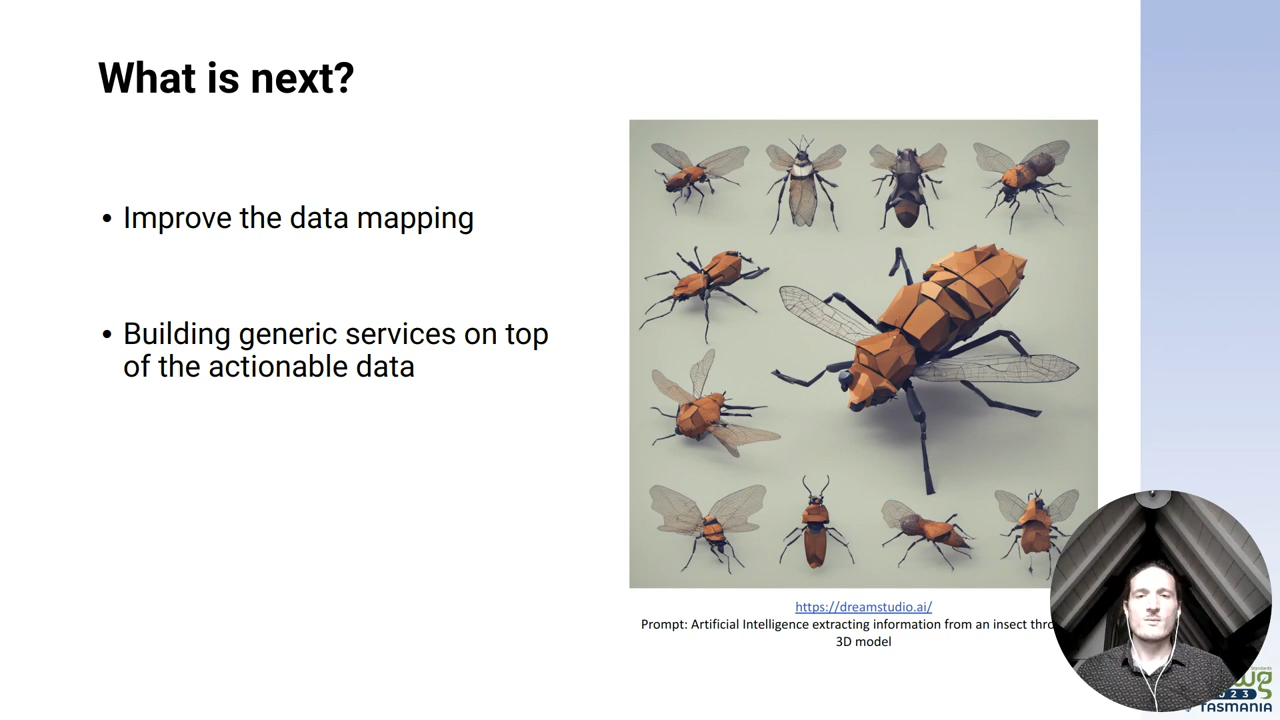 What is next?
• Improve the data mapping
• Building generic services on top
of the actionable data
https://dreamstudio.ai/
Prompt: Artificial Intelligence extracting information from an insect
3D model
TASMANIA